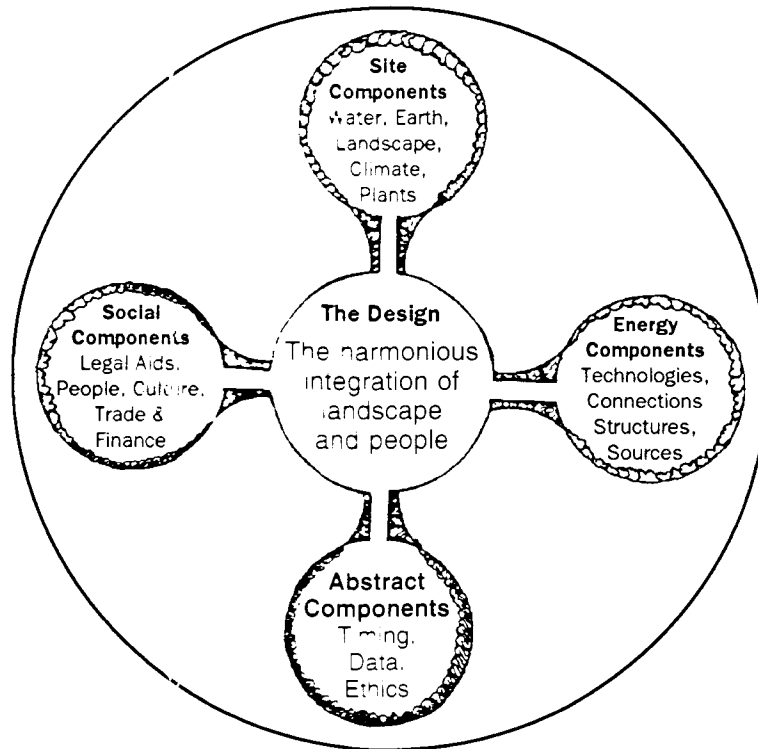 Site
Components
Water, Earth,
Landscape,
Climate,
Plants
Social
Components
Legal Aids,
People, Culture,
Trade &
Finance
The Design
The harmonious
integration of
landscape
and people
Energy
Components
Technologies,
Connections
Structures,
Sources
Abstract
Components
Timing,
Data,
Ethics